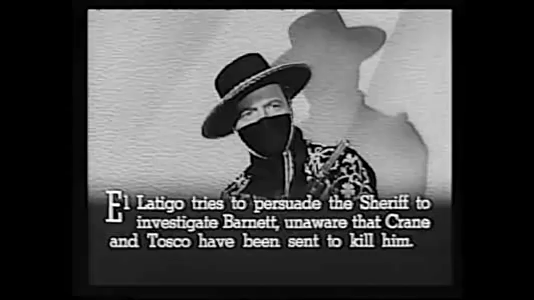 El Latigo tries to persuade the Sheriff to
investigate Barnett, unaware that Crane
and Tosco have been sent to kill him.